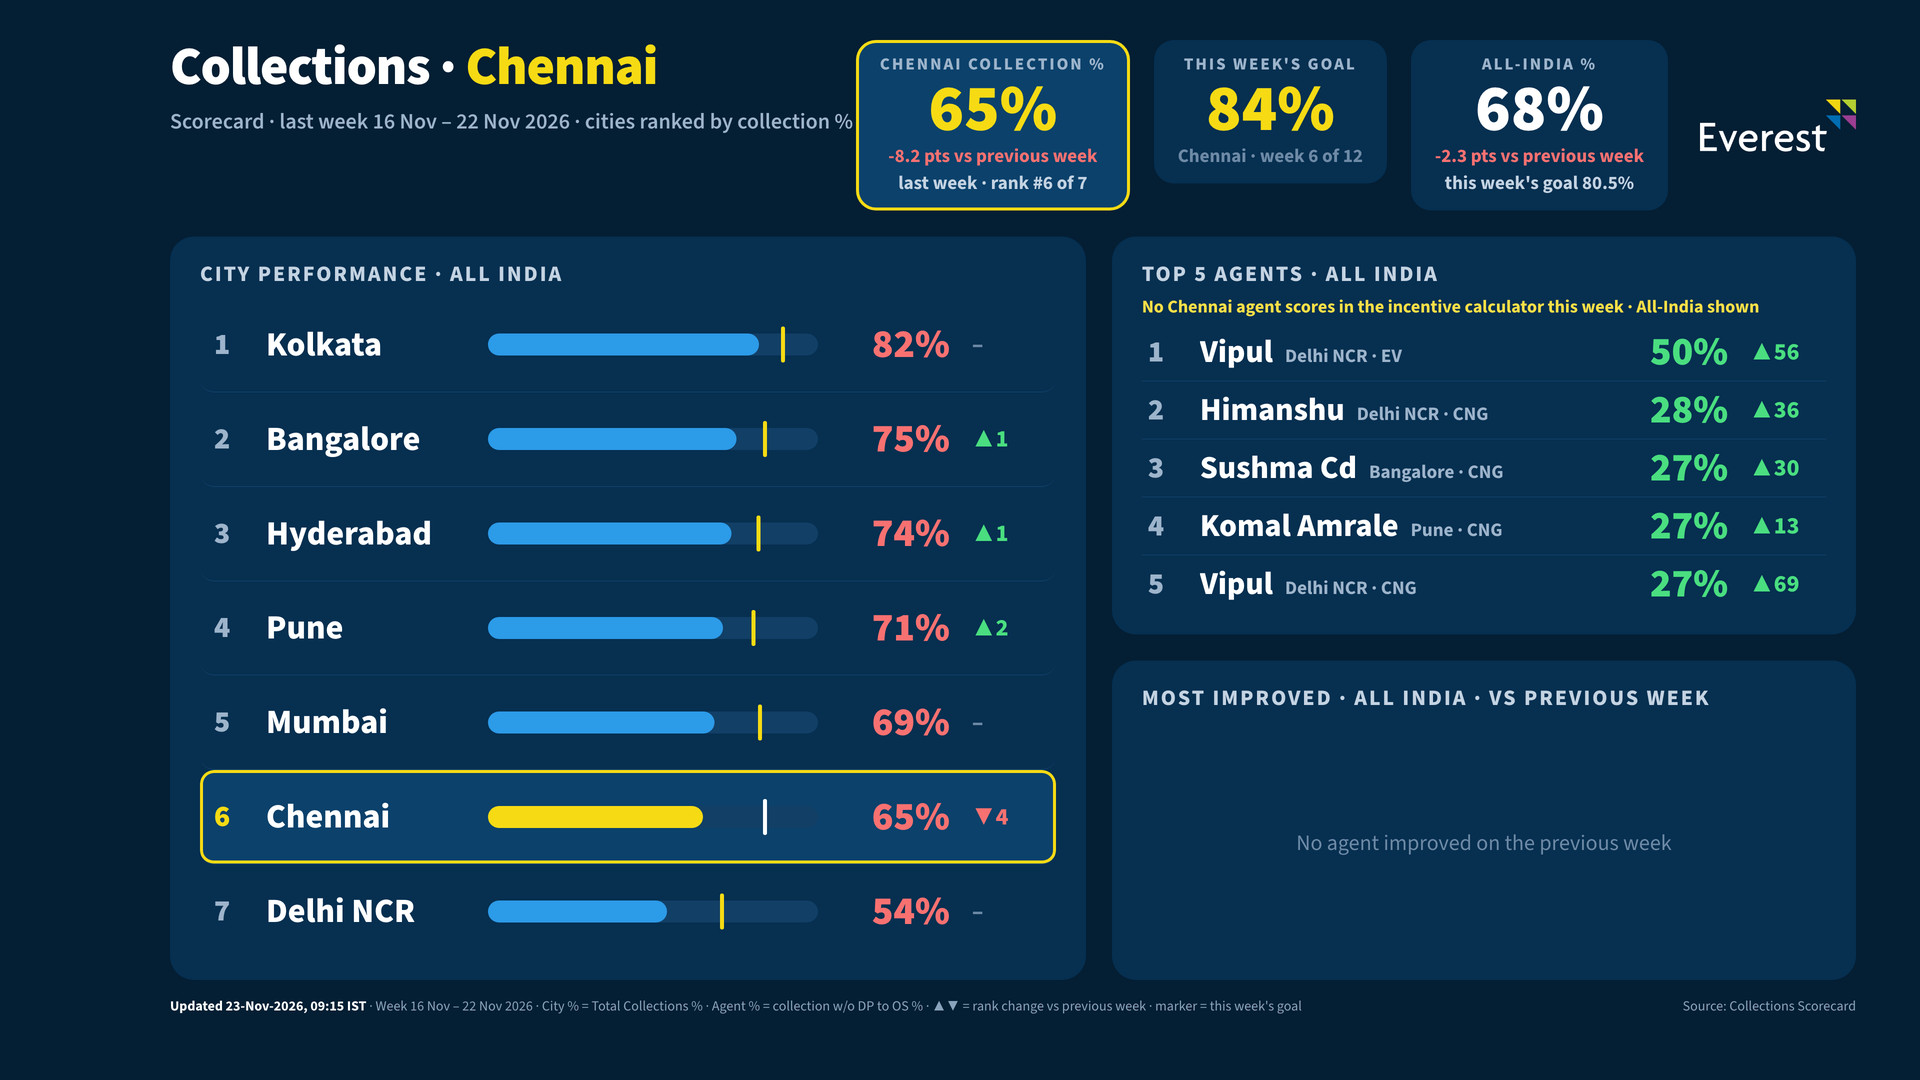 Collections · Chennai
Scorecard · last week 16 Nov – 22 Nov 2026 · cities ranked by collection %
CHENNAI COLLECTION %
65%
-8.2 pts vs previous week
last week · rank #6 of 7
THIS WEEK'S GOAL
84%
Chennai · week 6 of 12
ALL-INDIA %
68%
-2.3 pts vs previous week
this week's goal 80.5%
Everest
CITY PERFORMANCE · ALL INDIA
1 Kolkata 82% –
2 Bangalore 75% ▲1
3 Hyderabad 74% ▲1
4 Pune 71% ▲2
5 Mumbai 69% –
6 Chennai 65% ▼4
7 Delhi NCR 54% –
TOP 5 AGENTS · ALL INDIA
No Chennai agent scores in the incentive calculator this week · All-India shown
1 Vipul Delhi NCR · EV 50% ▲56
2 Himanshu Delhi NCR · CNG 28% ▲36
3 Sushma Cd Bangalore · CNG 27% ▲30
4 Komal Amrale Pune · CNG 27% ▲13
5 Vipul Delhi NCR · CNG 27% ▲69
MOST IMPROVED · ALL INDIA · VS PREVIOUS WEEK
No agent improved on the previous week
Updated 23-Nov-2026, 09:15 IST · Week 16 Nov – 22 Nov 2026 · City % = Total Collections % · Agent % = collection w/o DP to OS % · ▲▼ = rank change vs previous week · marker = this week's goal
Source: Collections Scorecard